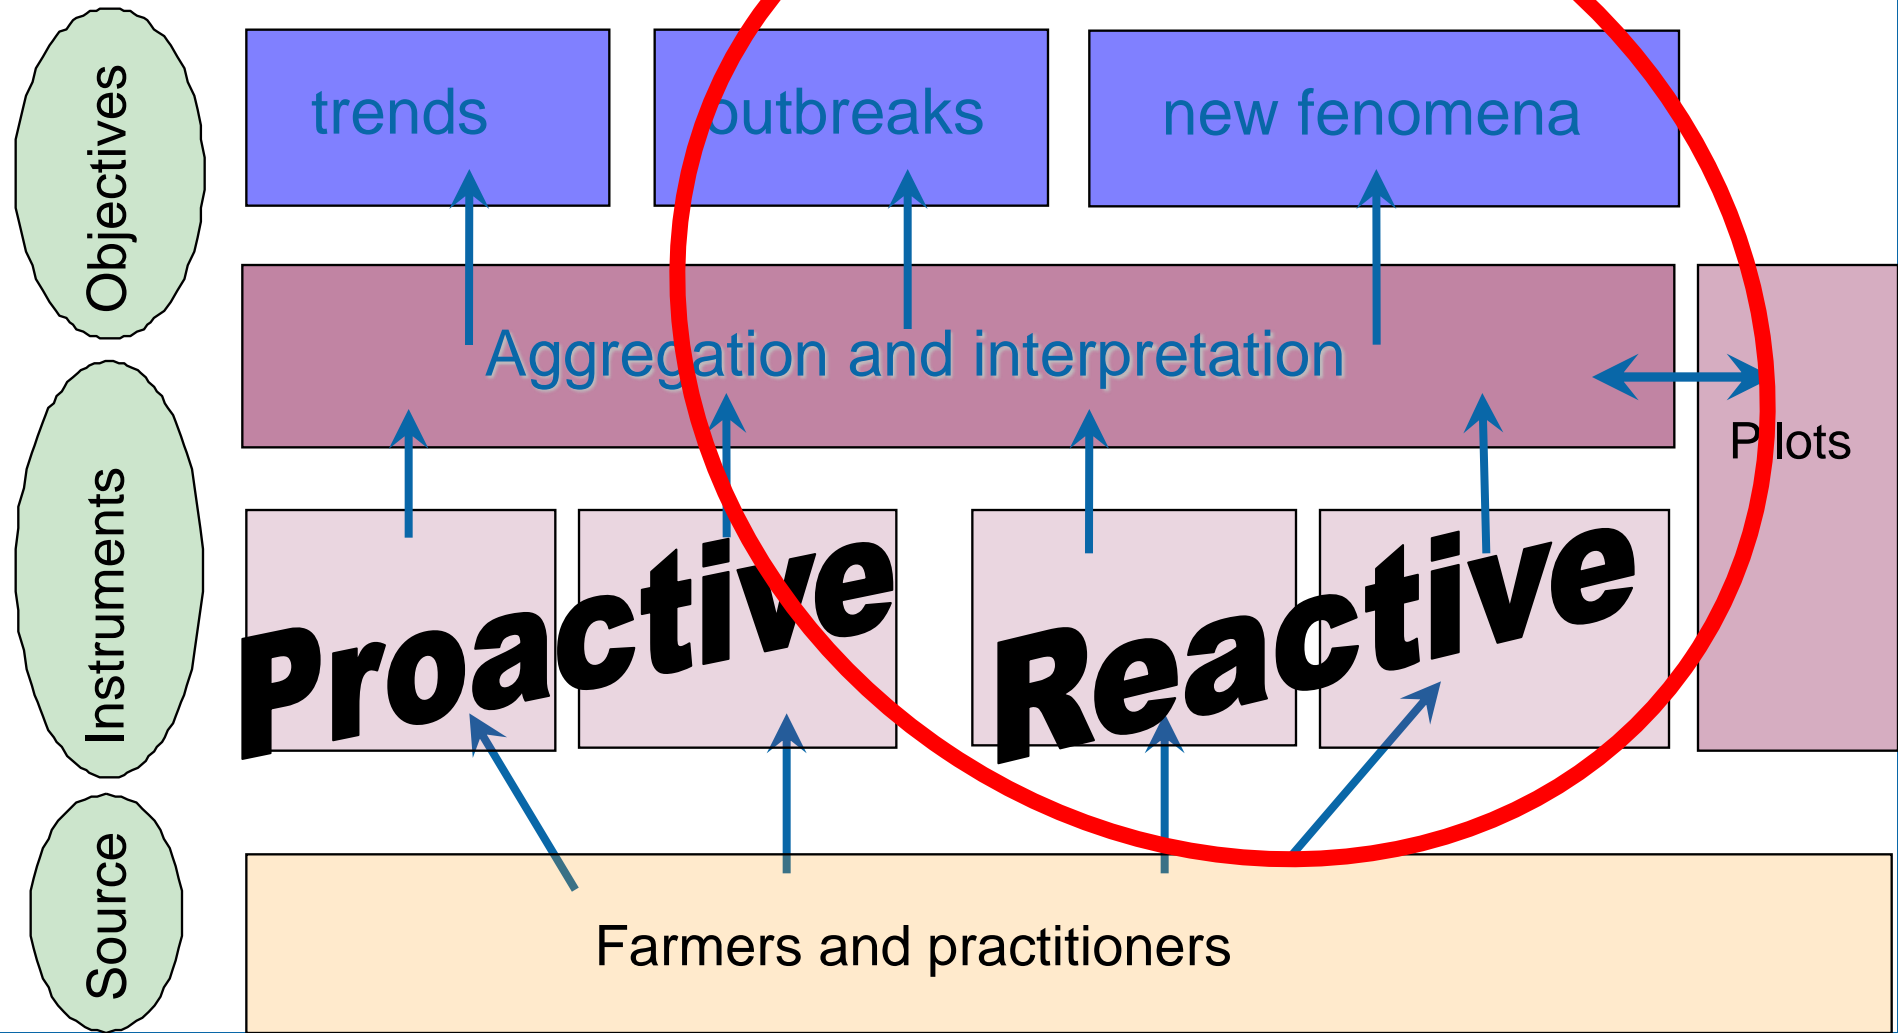 Objectives
trends
outbreaks
new fenomena
Aggregation and interpretation
Pilots
Instruments
Proactive
Reactive
Source
Farmers and practitioners